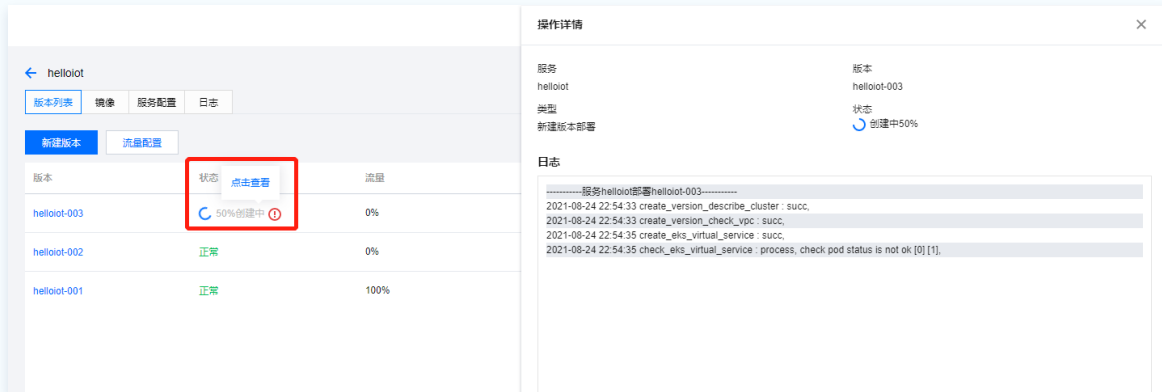 helloiot
版本列表 镜像 服务配置 日志
新建版本 流量配置
版本 状态 点击查看 流量
helloiot-003 50%创建中 0%
helloiot-002 正常 0%
helloiot-001 正常 100%
操作详情
服务 版本
helloiot helloiot-003
类型 状态
新建版本部署 创建中50%
日志
-----------服务helloiot部署helloiot-003-----------
2021-08-24 22:54:33 create_version_describe_cluster : succ,
2021-08-24 22:54:33 create_version_check_vpc : succ,
2021-08-24 22:54:35 create_eks_virtual_service : succ,
2021-08-24 22:54:35 check_eks_virtual_service : process, check pod status is not ok [0] [1],